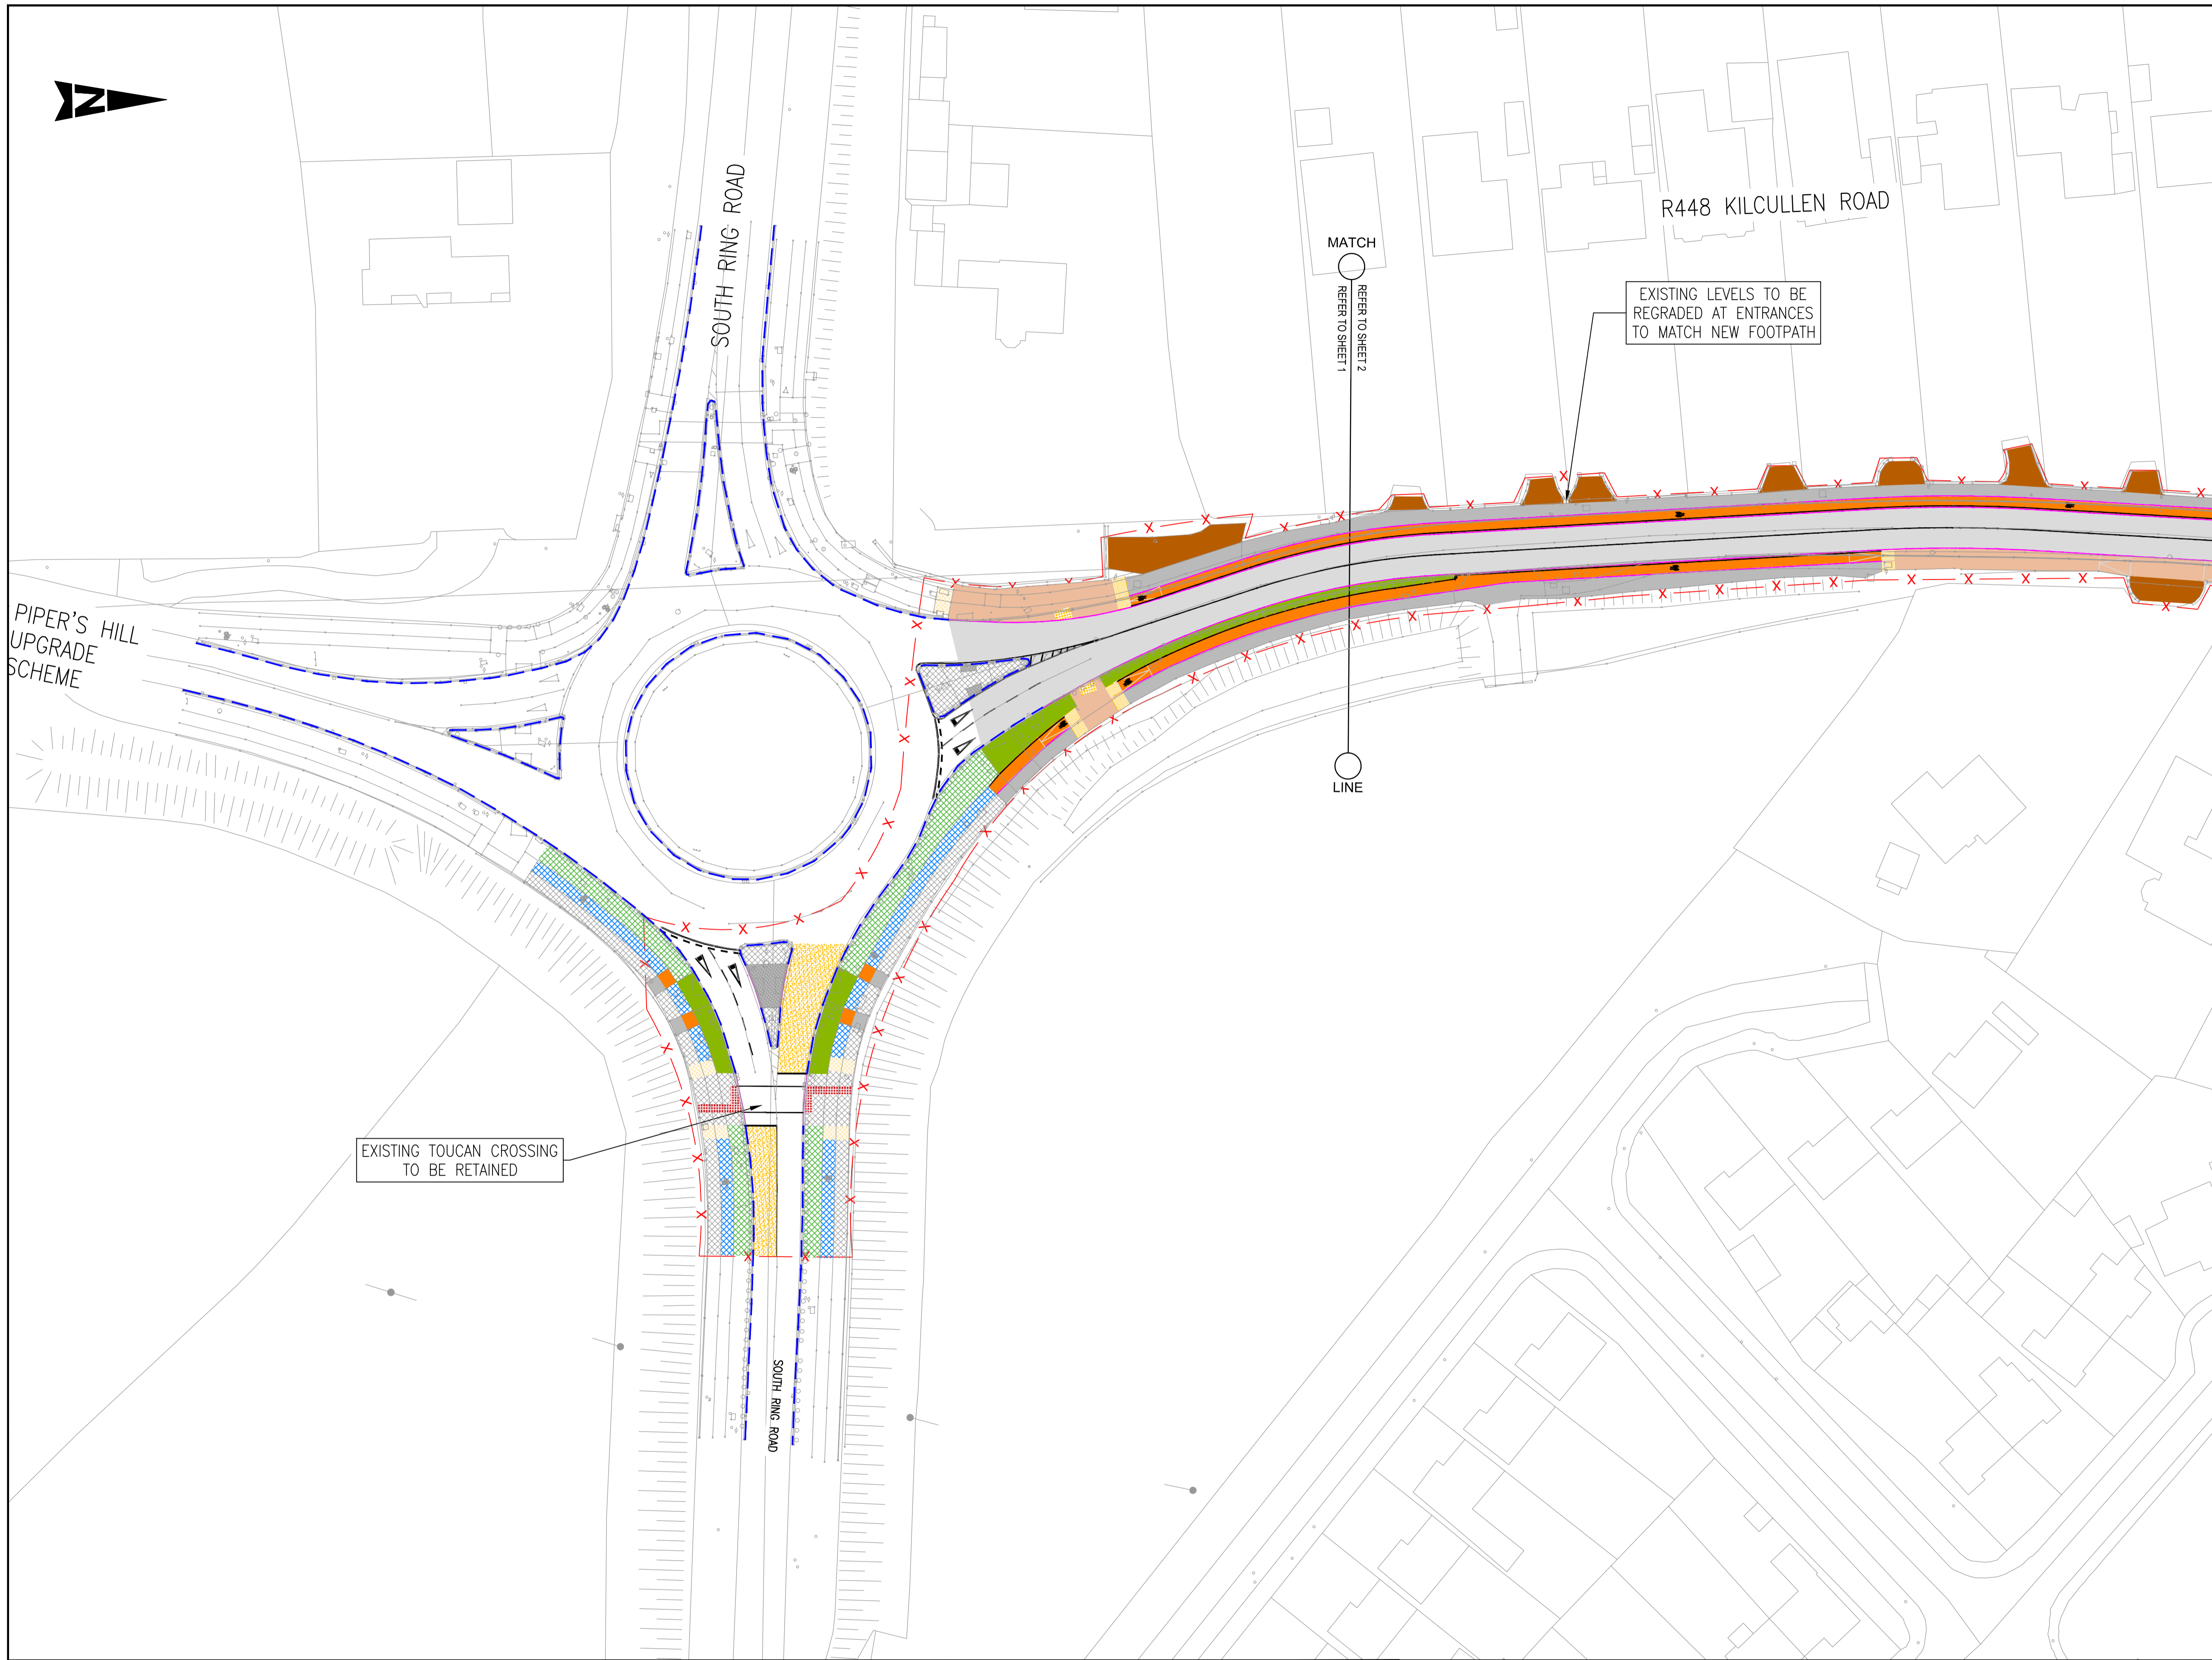 N
SOUTH RING ROAD
R448 KILCULLEN ROAD
MATCH
REFER TO SHEET 2
REFER TO SHEET 1
LINE
EXISTING LEVELS TO BE
REGRADED AT ENTRANCES
TO MATCH NEW FOOTPATH
PIPER'S HILL
UPGRADE
SCHEME
EXISTING TOUCAN CROSSING
TO BE RETAINED
SOUTH RING ROAD